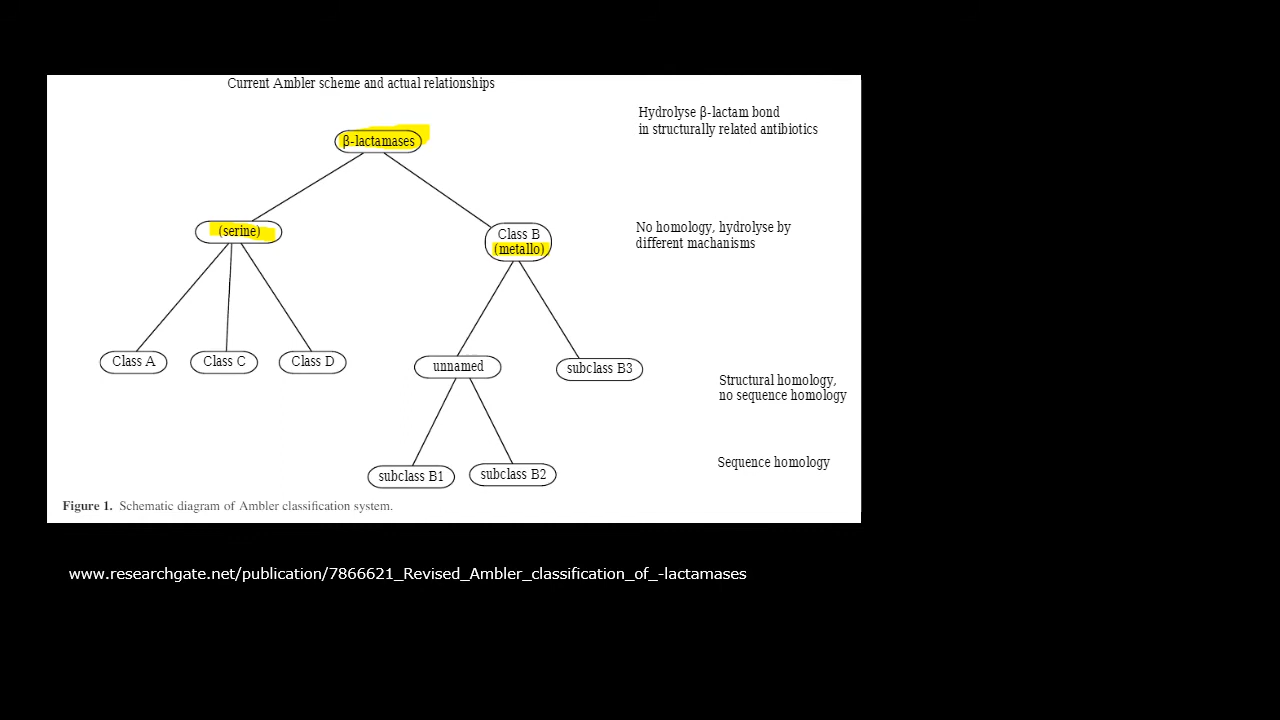 Current Ambler scheme and actual relationships
Hydrolyse β-lactam bond
in structurally related antibiotics
β-lactamases
(serine)
Class B
(metallo)
No homology, hydrolyse by
different machanisms
Class A
Class C
Class D
unnamed
subclass B3
Structural homology,
no sequence homology
subclass B1
subclass B2
Sequence homology
Figure 1. Schematic diagram of Ambler classification system.
www.researchgate.net/publication/7866621_Revised_Ambler_classification_of_-lactamases